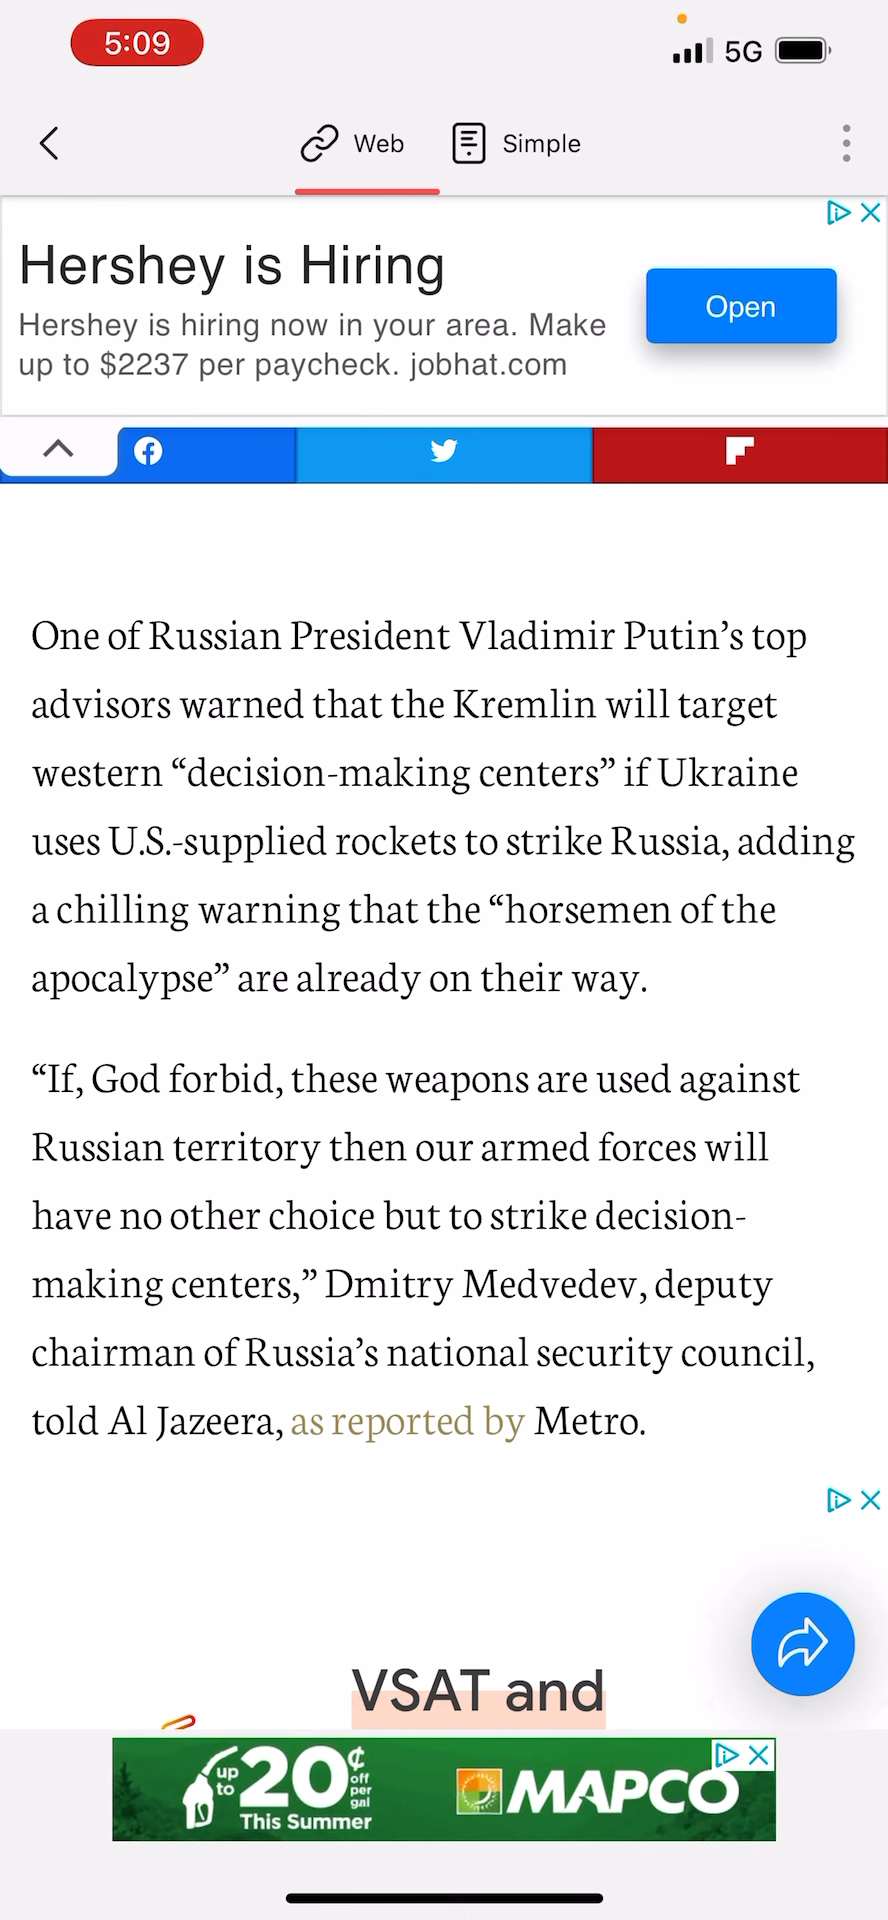 5:09
5G
Web
Simple
Hershey is Hiring
Hershey is hiring now in your area. Make
up to $2237 per paycheck. jobhat.com
Open
One of Russian President Vladimir Putin’s top
advisors warned that the Kremlin will target
western “decision-making centers” if Ukraine
uses U.S.-supplied rockets to strike Russia, adding
a chilling warning that the “horsemen of the
apocalypse” are already on their way.
“If, God forbid, these weapons are used against
Russian territory then our armed forces will
have no other choice but to strike decision-
making centers,” Dmitry Medvedev, deputy
chairman of Russia’s national security council,
told Al Jazeera, as reported by Metro.
VSAT and
up to 20¢ off per gal
This Summer
MAPCO